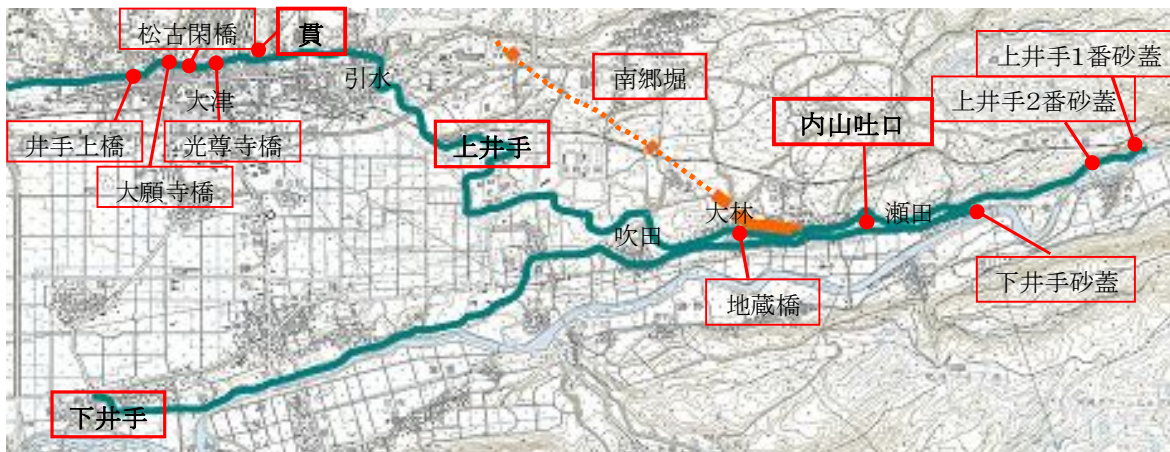 松古閑橋
貫
引水
南郷堀
上井手1番砂蓋
上井手2番砂蓋
大津
井手上橋
光尊寺橋
大願寺橋
上井手
内山吐口
大林
瀬田
吹田
下井手砂蓋
地蔵橋
下井手